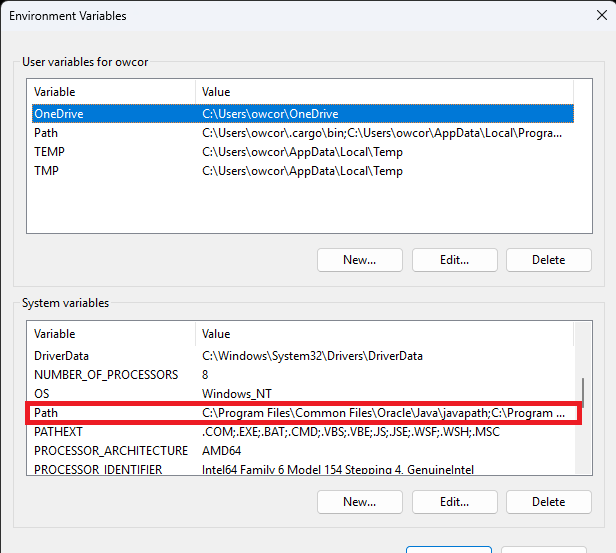 Environment Variables
User variables for owcor
Variable Value
OneDrive C:\Users\owcor\OneDrive
Path C:\Users\owcor\.cargo\bin;C:\Users\owcor\AppData\Local\Progra...
TEMP C:\Users\owcor\AppData\Local\Temp
TMP C:\Users\owcor\AppData\Local\Temp
New... Edit... Delete
System variables
Variable Value
DriverData C:\Windows\System32\Drivers\DriverData
NUMBER_OF_PROCESSORS 8
OS Windows_NT
Path C:\Program Files\Common Files\Oracle\Java\javapath;C:\Program ...
PATHEXT .COM;.EXE;.BAT;.CMD;.VBS;.VBE;.JS;.JSE;.WSF;.WSH;.MSC
PROCESSOR_ARCHITECTURE AMD64
PROCESSOR_IDENTIFIER Intel64 Family 6 Model 154 Stepping 4, GenuineIntel
New... Edit... Delete